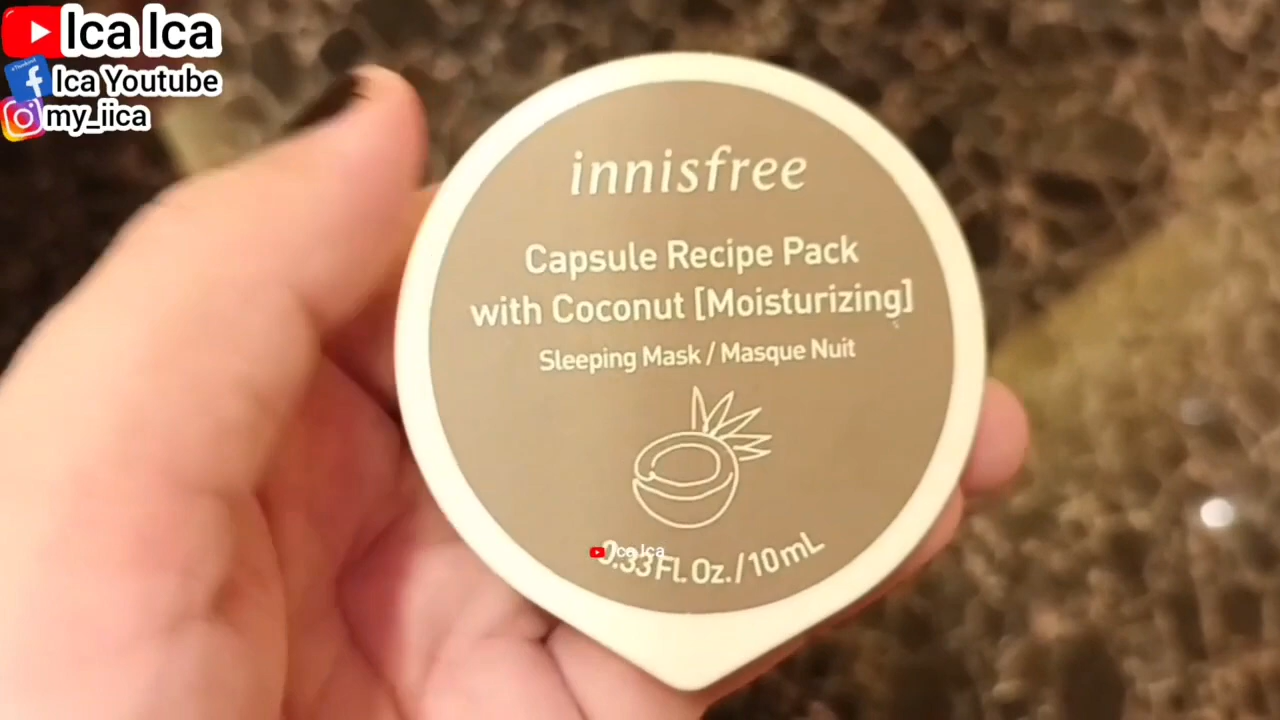 Ica Ica
Ica Youtube
my_iica
innisfree
Capsule Recipe Pack
with Coconut [Moisturizing]
Sleeping Mask / Masque Nuit
Ica Ica
0.33 FL. Oz. / 10 mL